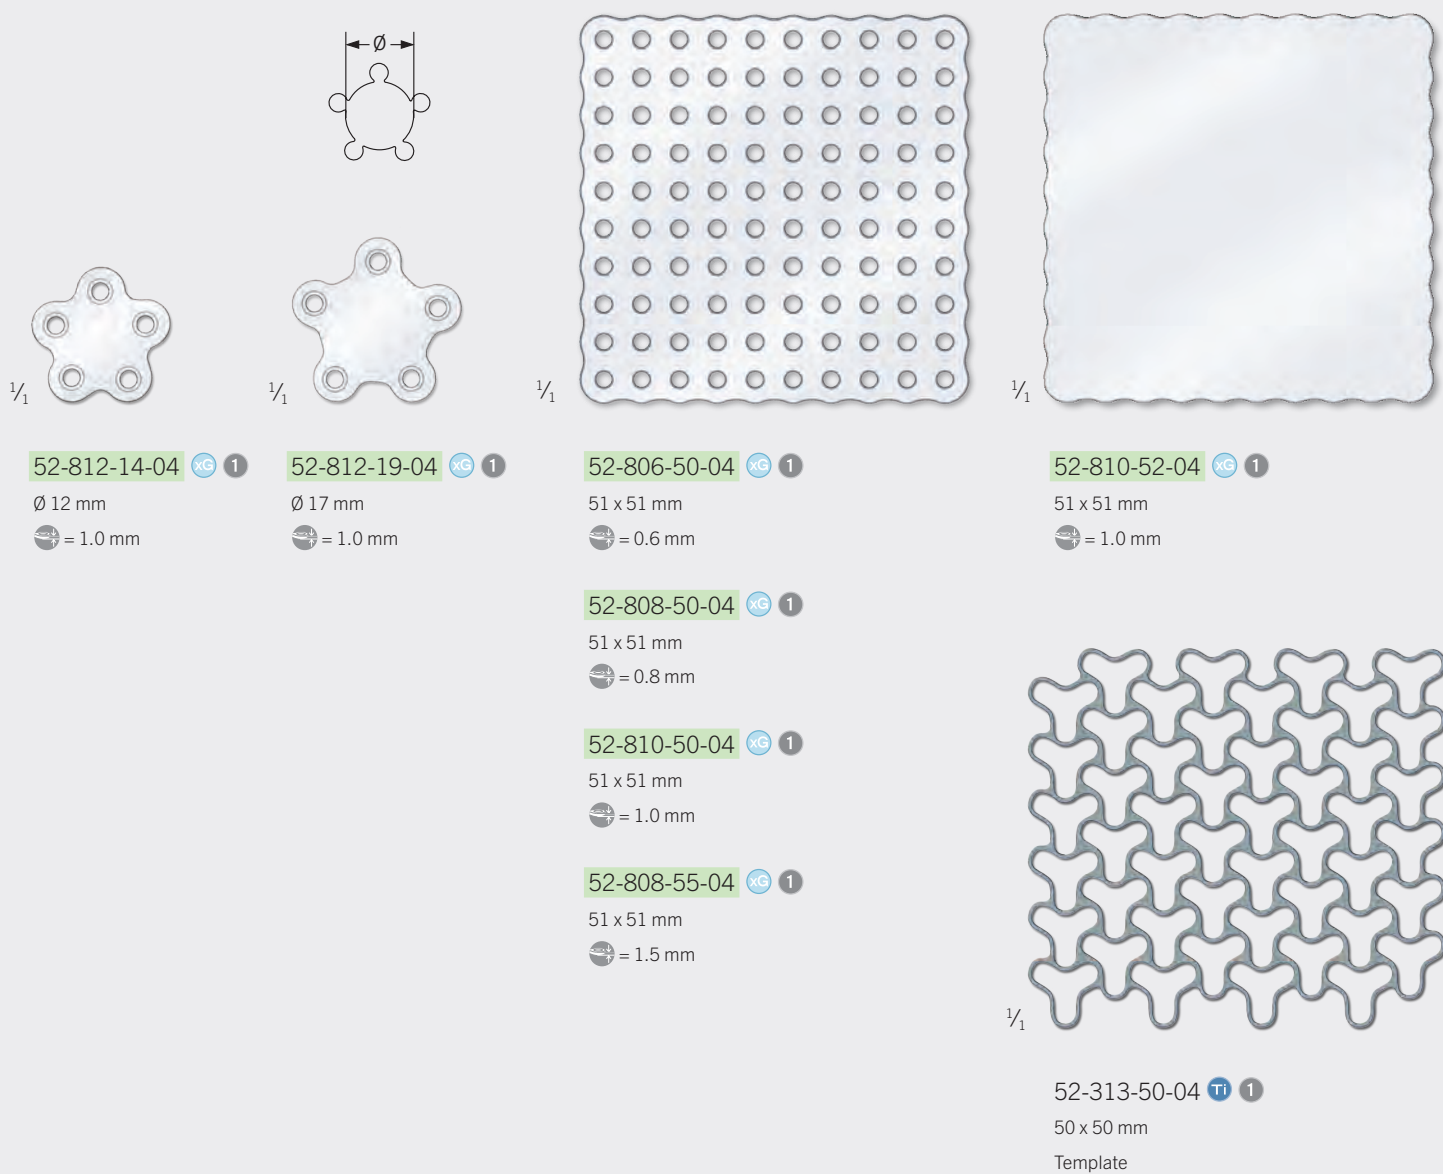 Ø
1/1
1/1
1/1
1/1
52-812-14-04 xG 1
Ø 12 mm
= 1.0 mm
52-812-19-04 xG 1
Ø 17 mm
= 1.0 mm
52-806-50-04 xG 1
51 x 51 mm
= 0.6 mm
52-808-50-04 xG 1
51 x 51 mm
= 0.8 mm
52-810-50-04 xG 1
51 x 51 mm
= 1.0 mm
52-808-55-04 xG 1
51 x 51 mm
= 1.5 mm
52-810-52-04 xG 1
51 x 51 mm
= 1.0 mm
1/1
52-313-50-04 Ti 1
50 x 50 mm
Template